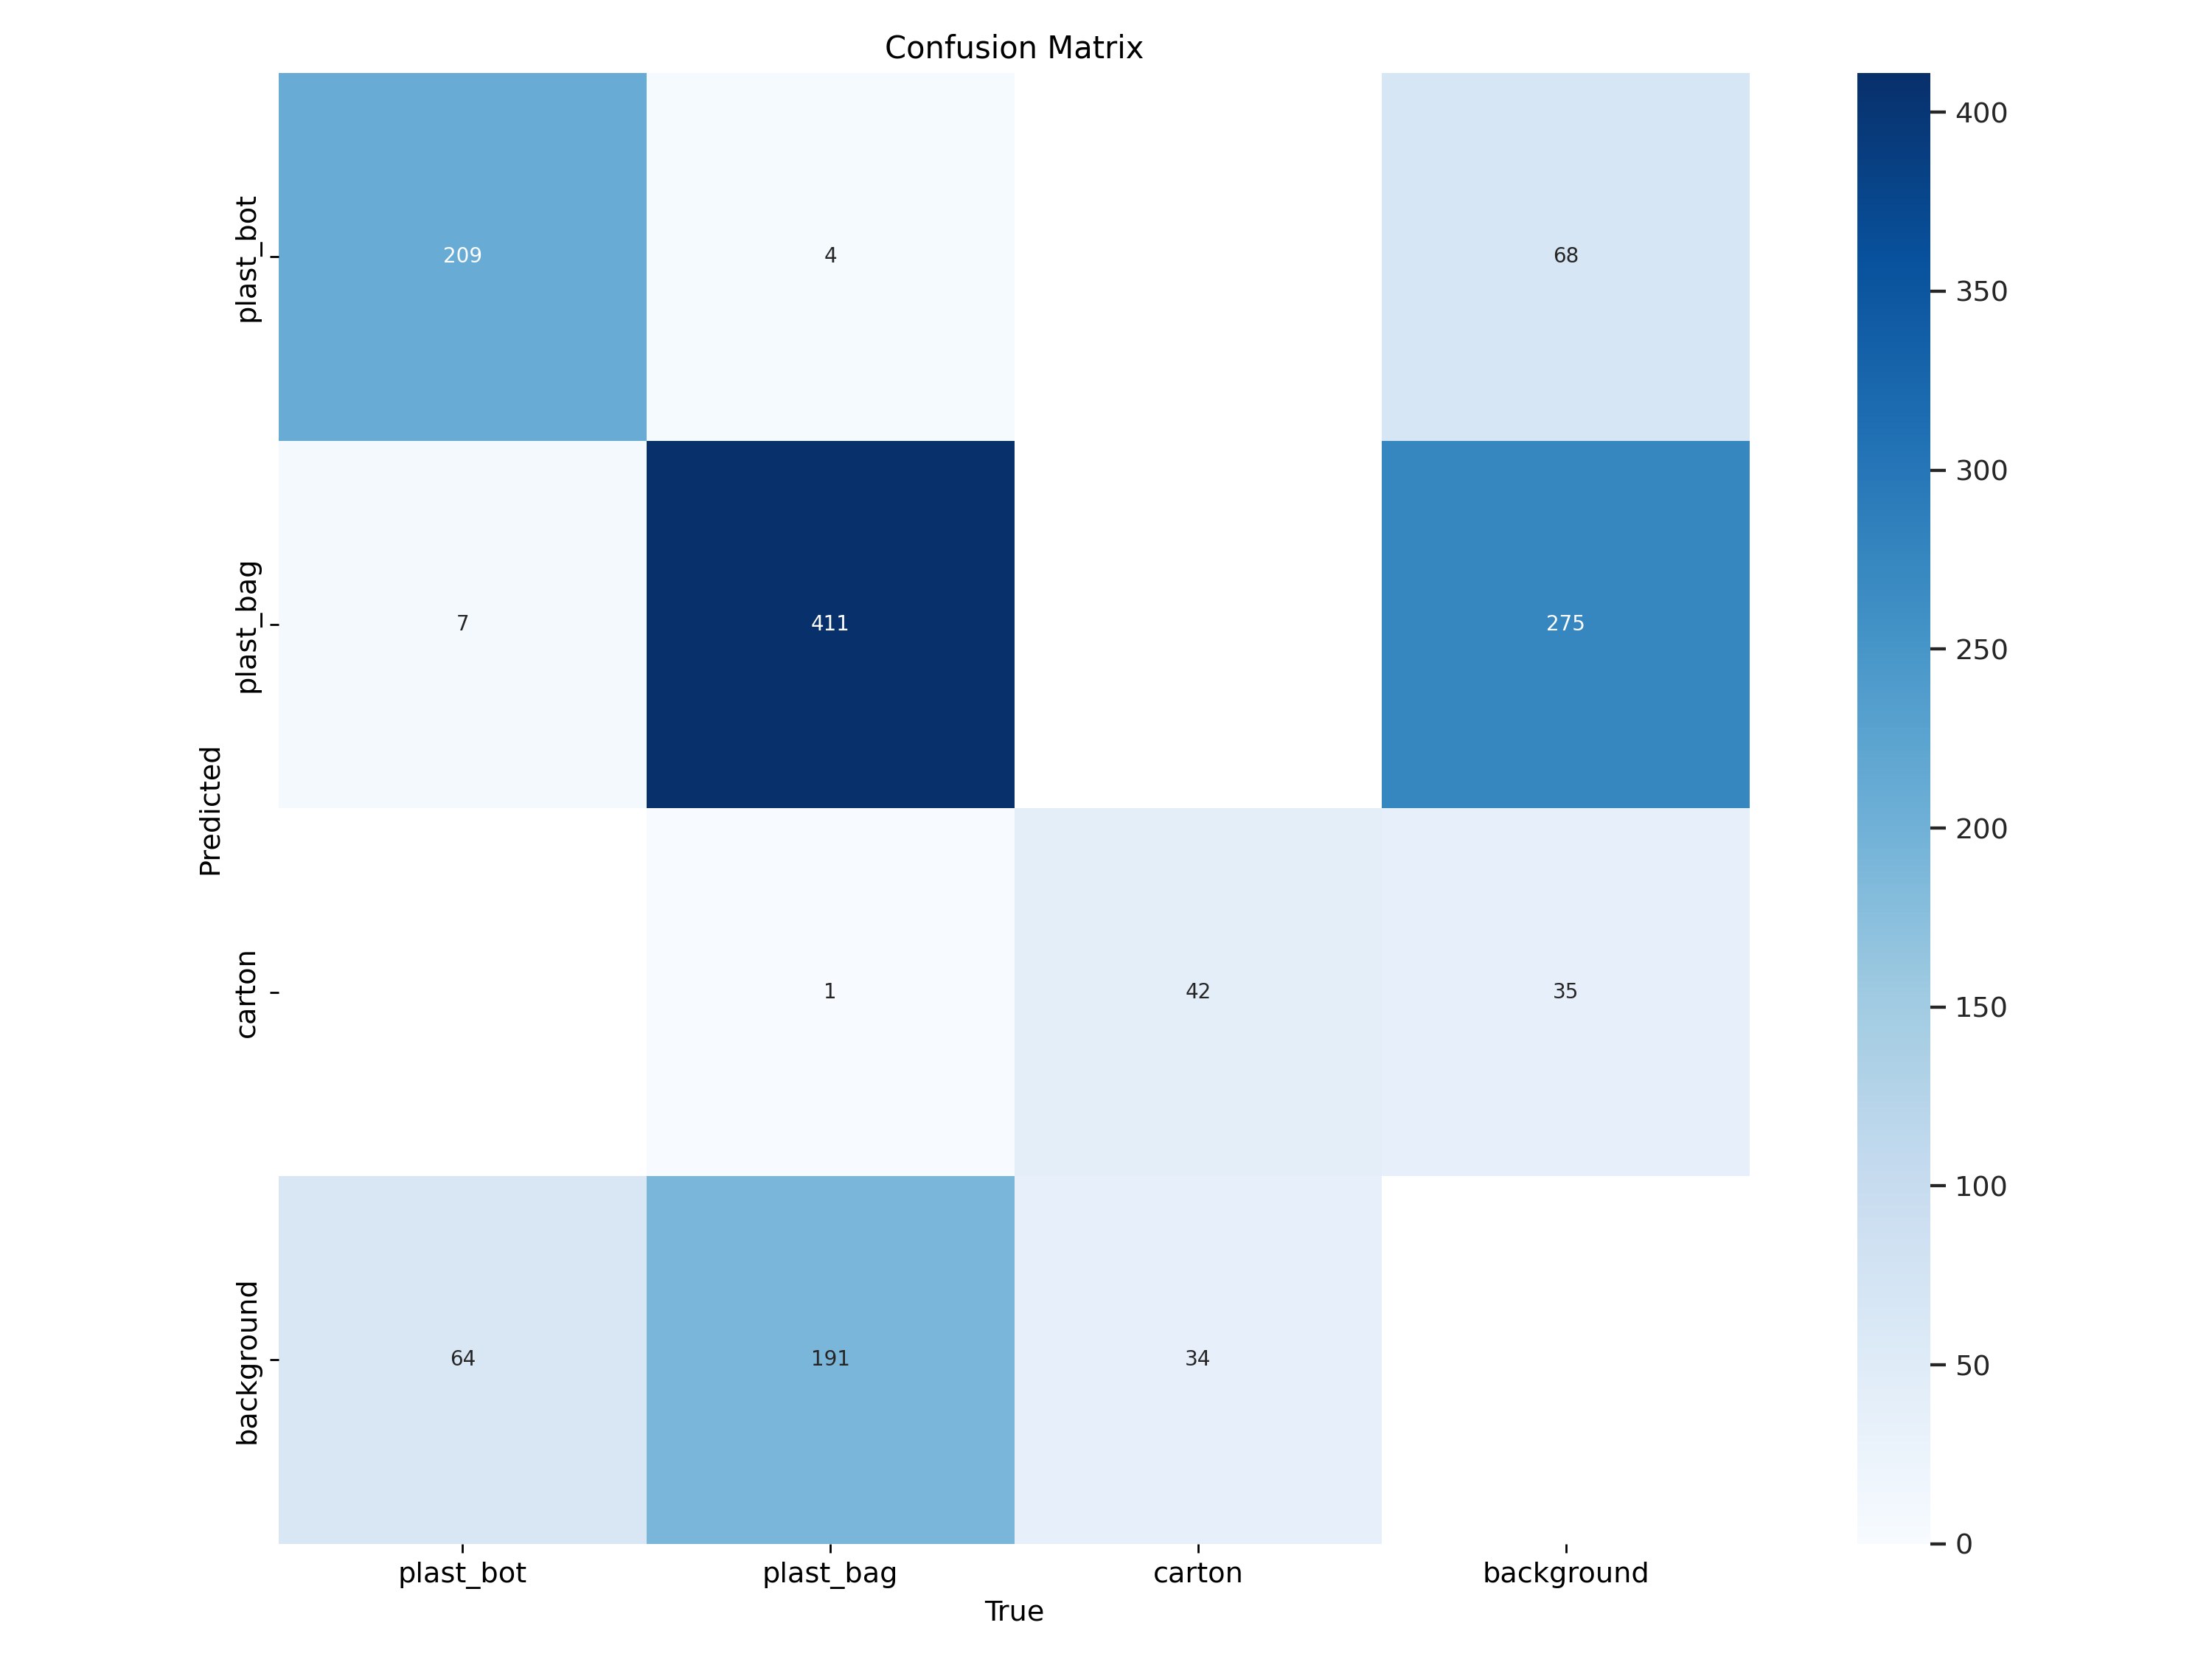 Confusion Matrix
plast_bot
209
4
68
400
350
plast_bag
7
411
275
300
250
Predicted
200
carton
1
42
35
150
100
background
64
191
34
50
0
plast_bot
plast_bag
carton
background
True